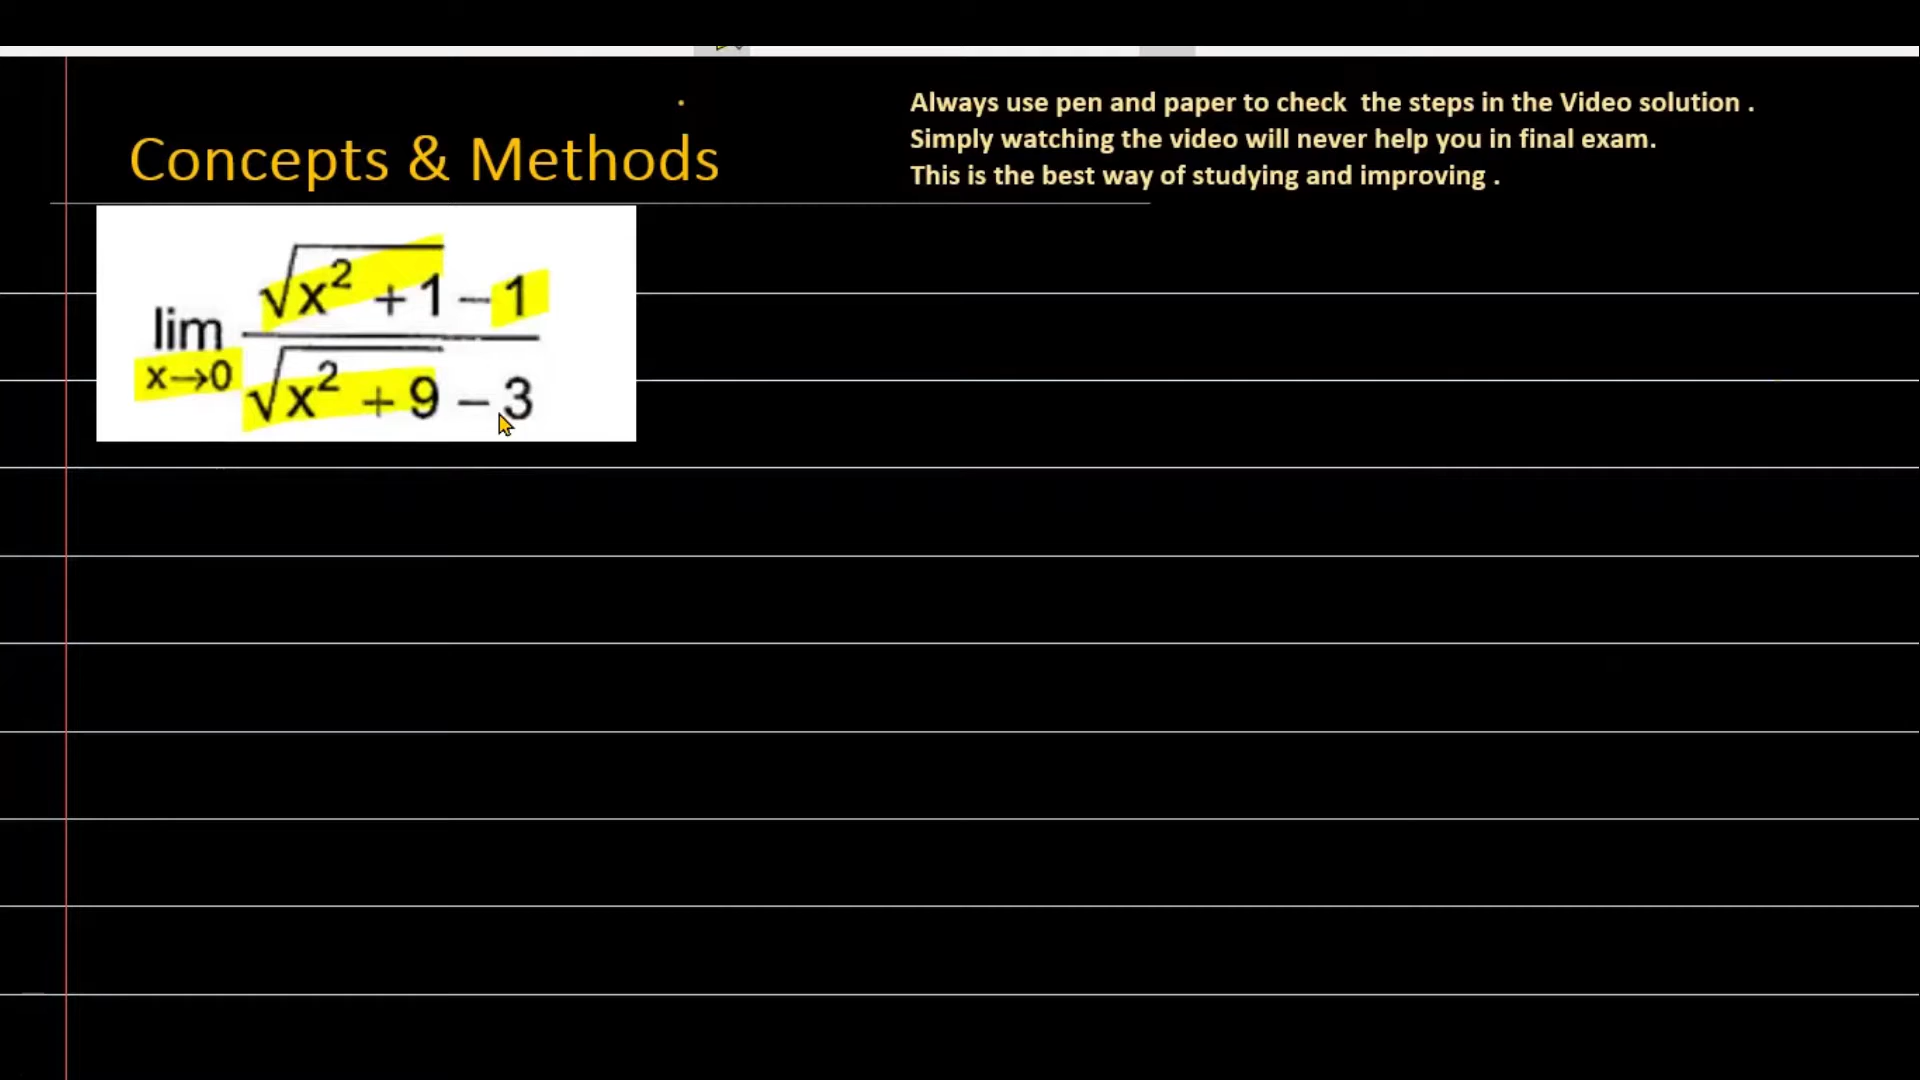 Concepts & Methods
Always use pen and paper to check the steps in the Video solution .
Simply watching the video will never help you in final exam.
This is the best way of studying and improving .
lim x→0 (√(x² + 1) − 1) / (√(x² + 9) − 3)